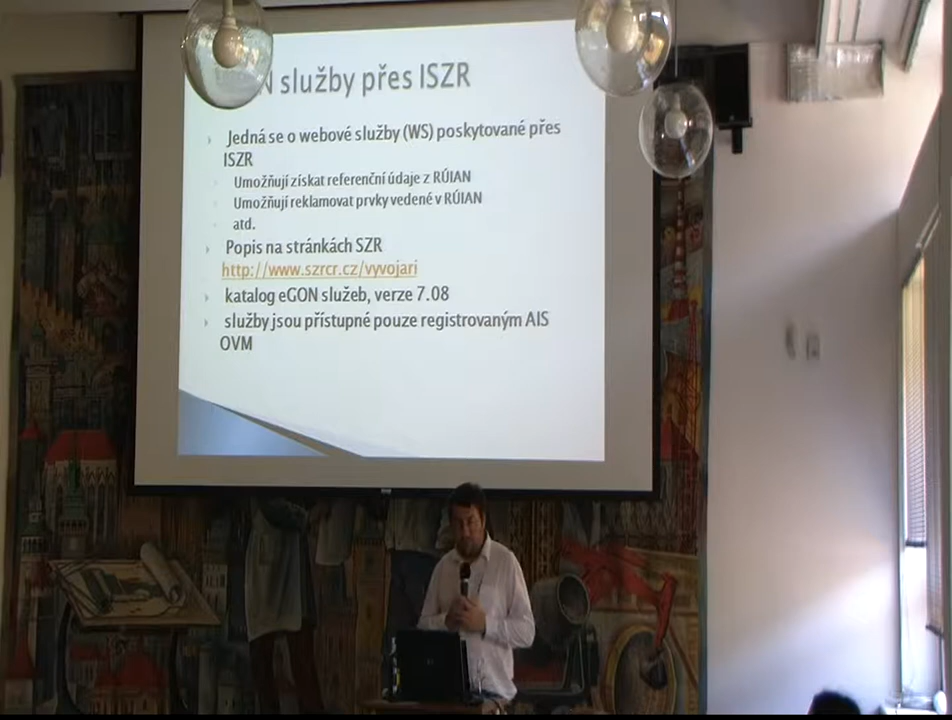 služby přes ISZR
Jedná se o webové služby (WS) poskytované přes
ISZR
Umožňují získat referenční údaje z RÚIAN
Umožňují reklamovat prvky vedené v RÚIAN
atd.
Popis na stránkách SZR
http://www.szrcr.cz/vyvojari
katalog eGON služeb, verze 7.08
služby jsou přístupné pouze registrovaným AIS
OVM